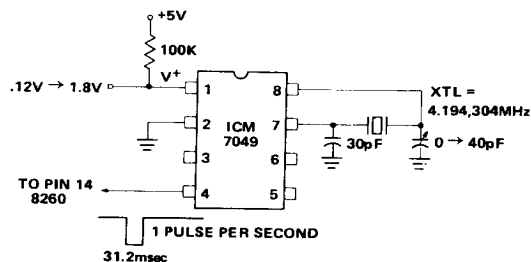 +5V
100K
V+
.12V → 1.8V
1
2
3
4
ICM
7049
8
7
6
5
XTL =
4.194,304MHz
30pF
0 → 40pF
TO PIN 14
8260
1 PULSE PER SECOND
31.2msec